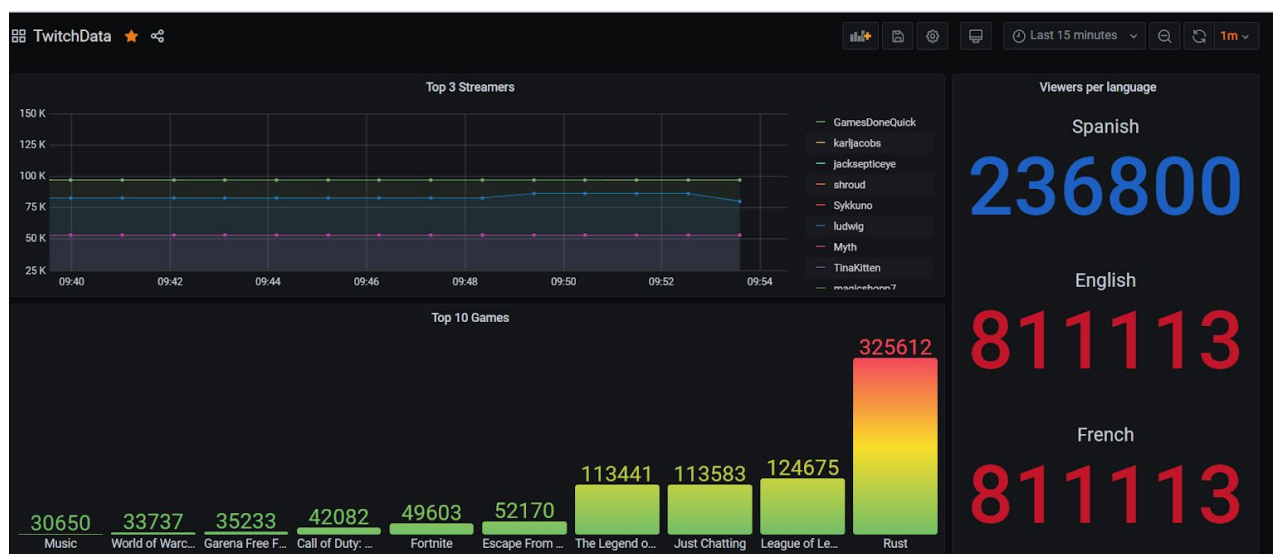 TwitchData
Last 15 minutes
1m
Top 3 Streamers
150 K
125 K
100 K
75 K
50 K
25 K
09:40 09:42 09:44 09:46 09:48 09:50 09:52 09:54
GamesDoneQuick
karljacobs
jacksepticeye
shroud
Sykkuno
ludwig
Myth
TinaKitten
Top 10 Games
30650 33737 35233 42082 49603 52170 113441 113583 124675 325612
Music World of Warc... Garena Free F... Call of Duty: ... Fortnite Escape From ... The Legend o... Just Chatting League of Le... Rust
Viewers per language
Spanish
236800
English
811113
French
811113